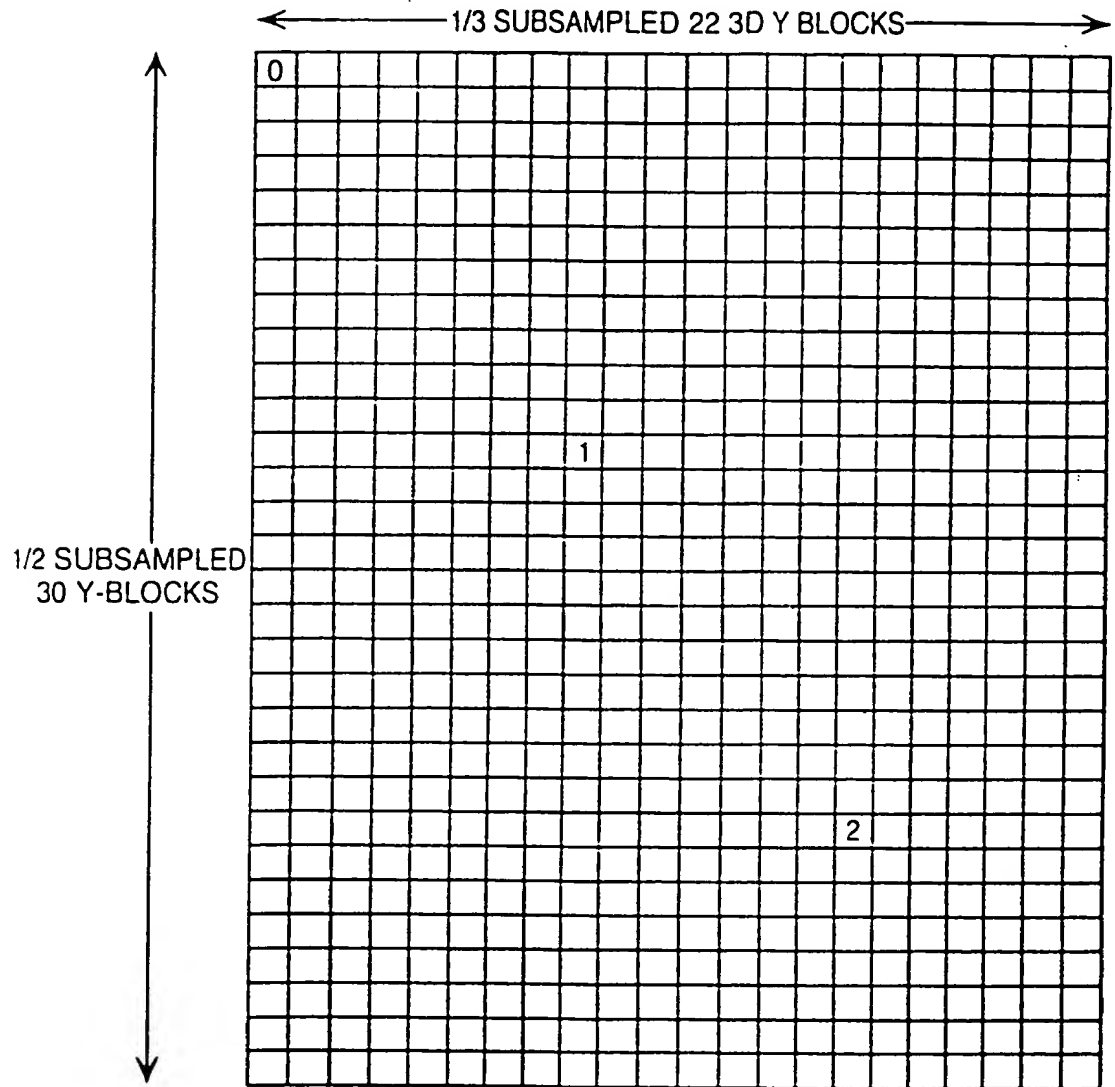 1/3 SUBSAMPLED 22 3D Y BLOCKS
0
1
1/2 SUBSAMPLED
30 Y-BLOCKS
2